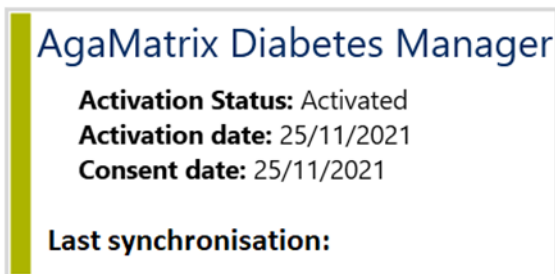 AgaMatrix Diabetes Manager
Activation Status: Activated
Activation date: 25/11/2021
Consent date: 25/11/2021
Last synchronisation: